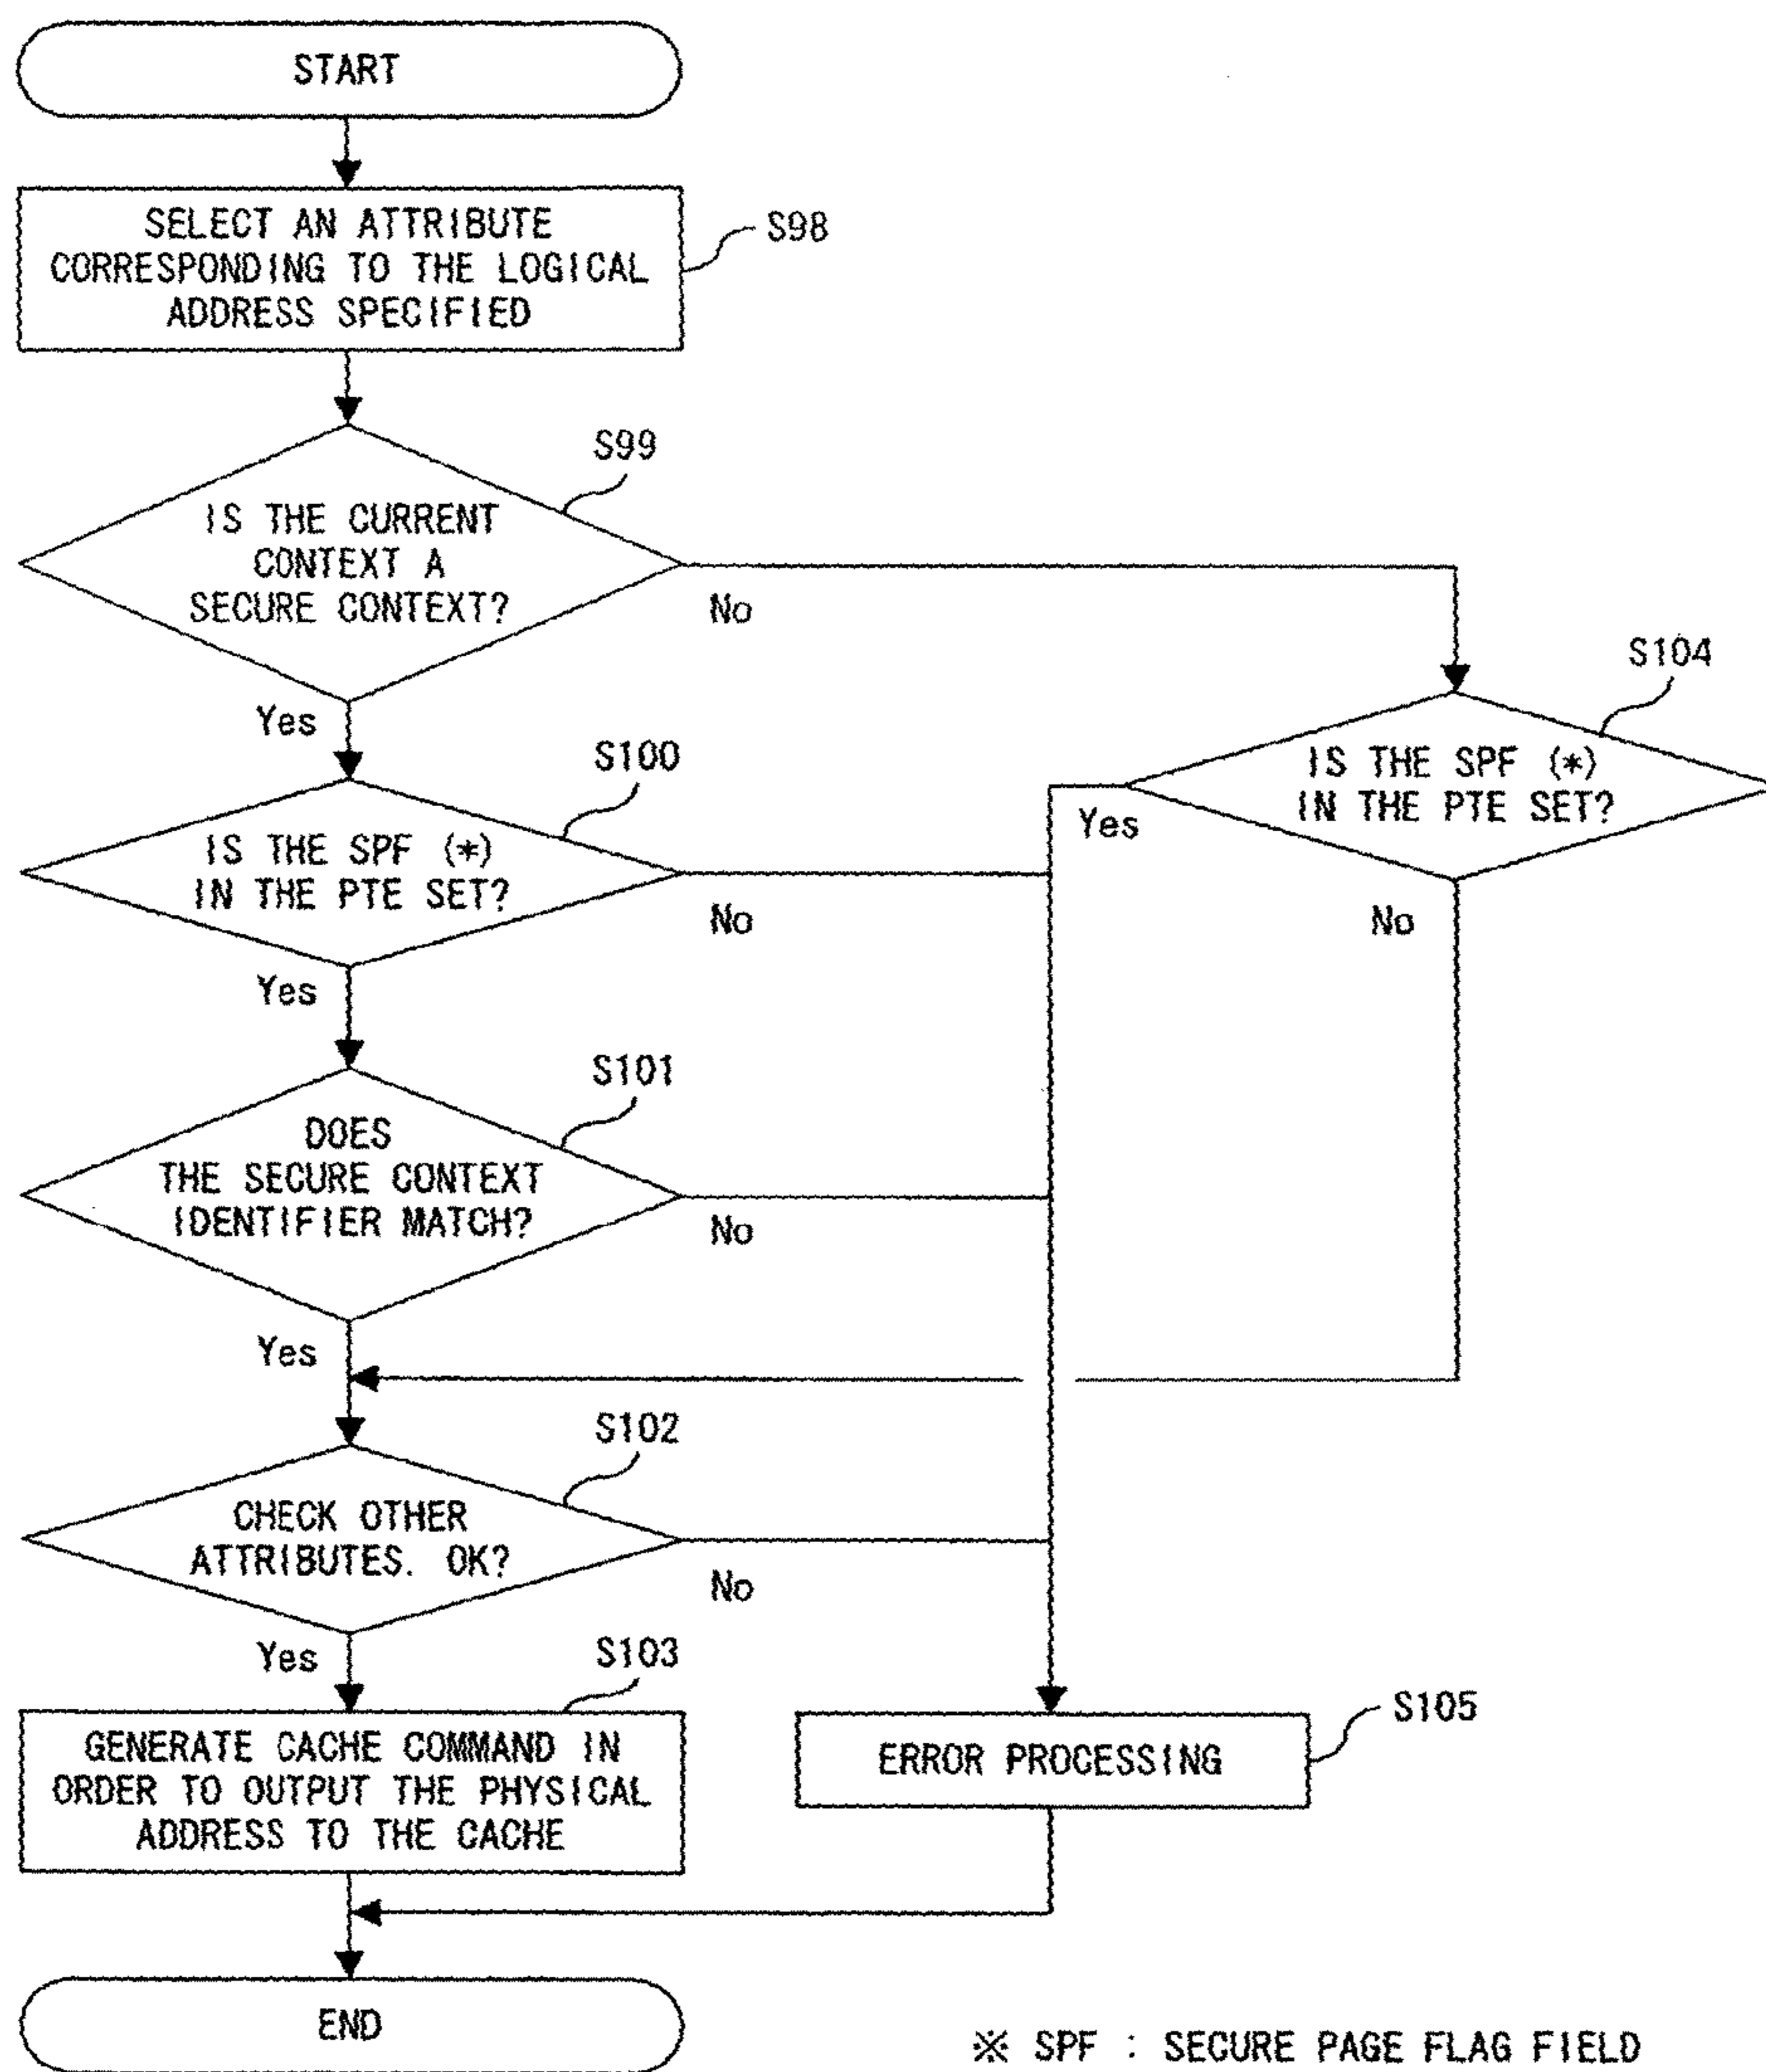 START
SELECT AN ATTRIBUTE
CORRESPONDING TO THE LOGICAL
ADDRESS SPECIFIED
S98
S99
IS THE CURRENT
CONTEXT A
SECURE CONTEXT?
No
Yes
S104
IS THE SPF (*)
IN THE PTE SET?
Yes
No
S100
IS THE SPF (*)
IN THE PTE SET?
No
Yes
S101
DOES
THE SECURE CONTEXT
IDENTIFIER MATCH?
No
Yes
S102
CHECK OTHER
ATTRIBUTES. OK?
No
Yes
S103
GENERATE CACHE COMMAND IN
ORDER TO OUTPUT THE PHYSICAL
ADDRESS TO THE CACHE
S105
ERROR PROCESSING
END
※ SPF : SECURE PAGE FLAG FIELD